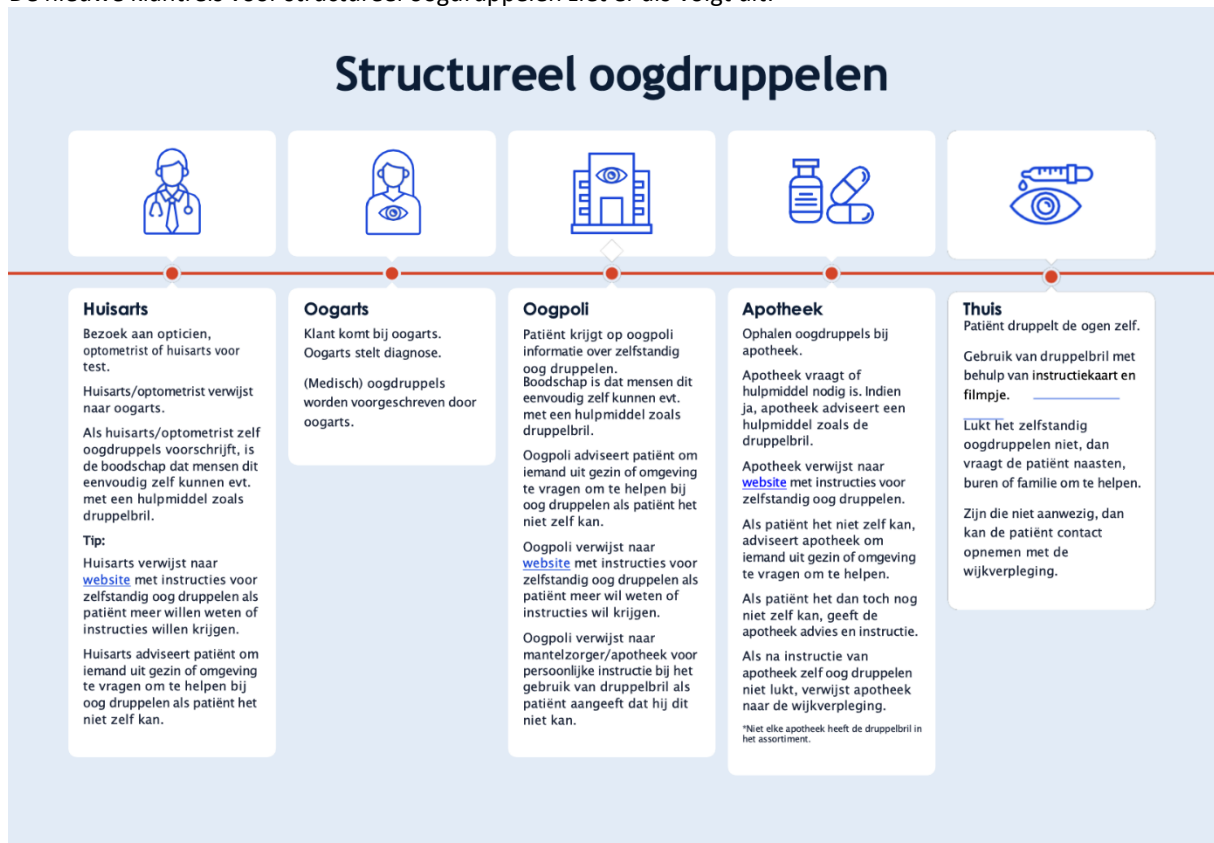 De nieuwe klantreis voor structureel oogdruppelen ziet er als volgt uit:
Structureel oogdruppelen
Huisarts
Bezoek aan opticien,
optometrist of huisarts voor
test.
Huisarts/optometrist verwijst
naar oogarts.
Als huisarts/optometrist zelf
oogdruppels voorschrijft, is
de boodschap dat mensen dit
eenvoudig zelf kunnen evt.
met een hulpmiddel zoals
druppelbril.
Tip:
Huisarts verwijst naar
website met instructies voor
zelfstandig oog druppelen als
patiënt meer willen weten of
instructies willen krijgen.
Huisarts adviseert patiënt om
iemand uit gezin of omgeving
te vragen om te helpen bij
oog druppelen als patiënt het
niet zelf kan.
Oogarts
Klant komt bij oogarts.
Oogarts stelt diagnose.
(Medisch) oogdruppels
worden voorgeschreven door
oogarts.
Oogpoli
Patiënt krijgt op oogpoli
informatie over zelfstandig
oog druppelen.
Boodschap is dat mensen dit
eenvoudig zelf kunnen evt.
met een hulpmiddel zoals
druppelbril.
Oogpoli adviseert patiënt om
iemand uit gezin of omgeving
te vragen om te helpen bij
oog druppelen als patiënt het
niet zelf kan.
Oogpoli verwijst naar
website met instructies voor
zelfstandig oog druppelen als
patiënt meer wil weten of
instructies wil krijgen.
Oogpoli verwijst naar
mantelzorger/apotheek voor
persoonlijke instructie bij het
gebruik van druppelbril als
patiënt aangeeft dat hij dit
niet kan.
Apotheek
Ophalen oogdruppels bij
apotheek.
Apotheek vraagt of
hulpmiddel nodig is. Indien
ja, apotheek adviseert een
hulpmiddel zoals de
druppelbril.
Apotheek verwijst naar
website met instructies voor
zelfstandig oog druppelen.
Als patiënt het niet zelf kan,
adviseert apotheek om
iemand uit gezin of omgeving
te vragen om te helpen.
Als patiënt het dan toch nog
niet zelf kan, geeft de
apotheek advies en instructie.
Als na instructie van
apotheek zelf oog druppelen
niet lukt, verwijst apotheek
naar de wijkverpleging.
*Niet elke apotheek heeft de druppelbril in
het assortiment.
Thuis
Patiënt druppelt de ogen zelf.
Gebruik van druppelbril met
behulp van instructiekaart en
filmpje.
Lukt het zelfstandig
oogdruppelen niet, dan
vraagt de patiënt naasten,
buren of familie om te helpen.
Zijn die niet aanwezig, dan
kan de patiënt contact
opnemen met de
wijkverpleging.